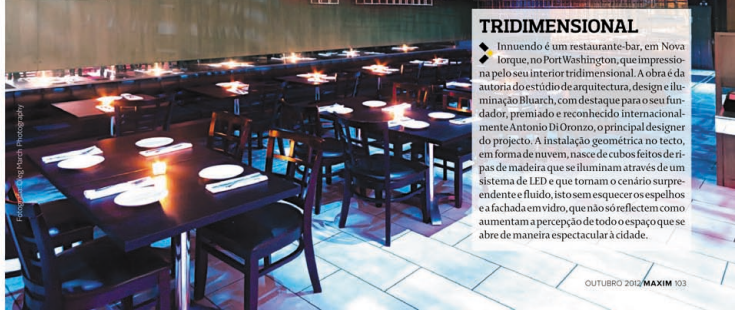 TRIDIMENSIONAL
Innuendo é um restaurante-bar, em Nova
Iorque, no Port Washington, que impressio-
na pelo seu interior tridimensional. A obra é da
autoria do estúdio de arquitectura, design e ilu-
minação Bluarch, com destaque para o seu fun-
dador, premiado e reconhecido internacional-
mente Antonio Di Oronzo, o principal designer
do projecto. A instalação geométrica no tecto,
em forma de nuvem, nasce de cubos feitos de ri-
pas de madeira que se iluminam através de um
sistema de LED e que tornam o cenário surpre-
endente e fluido, isto sem esquecer os espelhos
e a fachada em vidro, que não só reflectem como
aumentam a percepção de todo o espaço que se
abre de maneira espectacular à cidade.
OUTUBRO 2012 MAXIM 103
March Photography